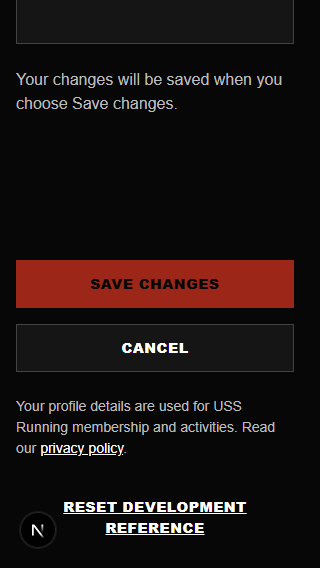 Your changes will be saved when you
choose Save changes.
SAVE CHANGES
CANCEL
Your profile details are used for USS
Running membership and activities. Read
our privacy policy.
RESET DEVELOPMENT
REFERENCE
N